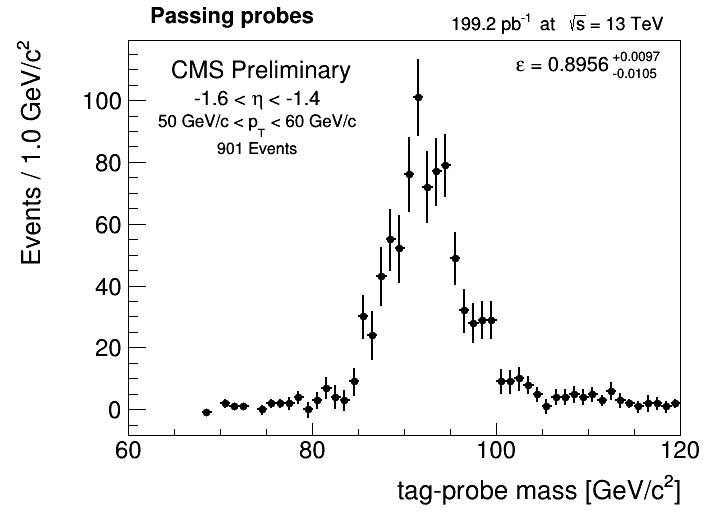 Passing probes
199.2 pb⁻¹ at √s = 13 TeV
CMS Preliminary
-1.6 < η < -1.4
50 GeV/c < p_T < 60 GeV/c
901 Events
ε = 0.8956 +0.0097 -0.0105
Events / 1.0 GeV/c²
100
80
60
40
20
0
60 80 100 120
tag-probe mass [GeV/c²]